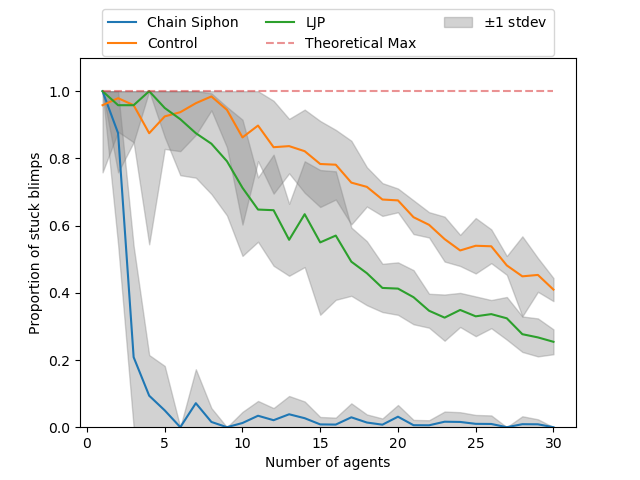 Chain Siphon LJP ±1 stdev
Control Theoretical Max
Proportion of stuck blimps
1.0
0.8
0.6
0.4
0.2
0.0
0 5 10 15 20 25 30
Number of agents